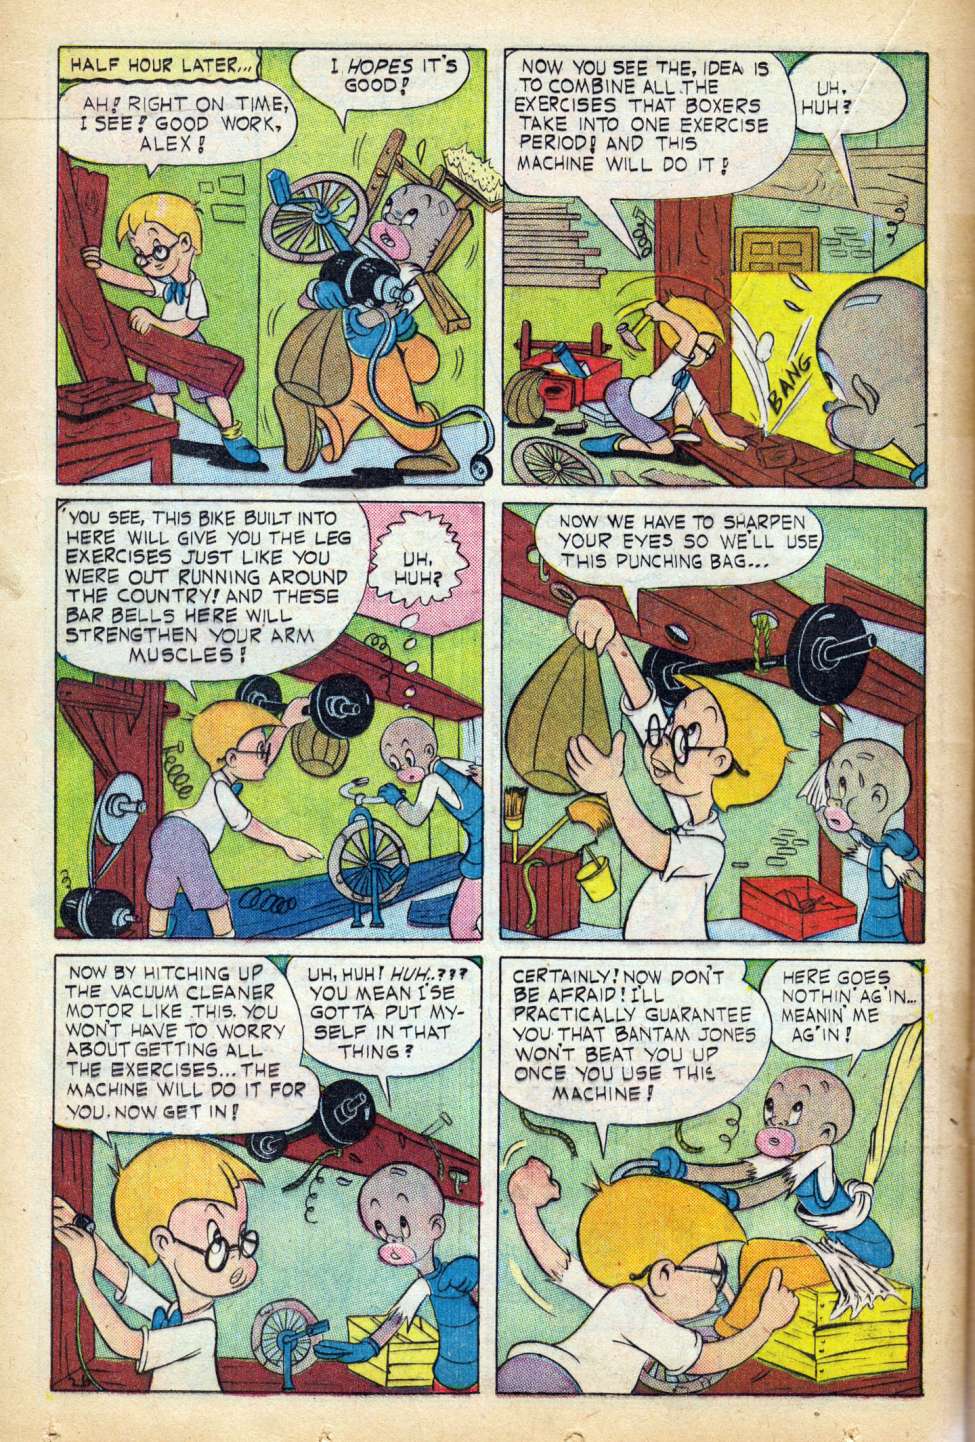 HALF HOUR LATER...
AH! RIGHT ON TIME,
I SEE! GOOD WORK,
ALEX!
I HOPES IT'S
GOOD!
NOW YOU SEE THE, IDEA IS
TO COMBINE ALL THE
EXERCISES THAT BOXERS
TAKE INTO ONE EXERCISE
PERIOD! AND THIS
MACHINE WILL DO IT!
UH,
HUH?
BANG
YOU SEE, THIS BIKE BUILT INTO
HERE WILL GIVE YOU THE LEG
EXERCISES JUST LIKE YOU
WERE OUT RUNNING AROUND
THE COUNTRY! AND THESE
BAR BELLS HERE WILL
STRENGTHEN YOUR ARM
MUSCLES!
UH,
HUH?
NOW WE HAVE TO SHARPEN
YOUR EYES SO WE'LL USE
THIS PUNCHING BAG...
NOW BY HITCHING UP
THE VACUUM CLEANER
MOTOR LIKE THIS. YOU
WON'T HAVE TO WORRY
ABOUT GETTING ALL
THE EXERCISES... THE
MACHINE WILL DO IT FOR
YOU. NOW GET IN!
UH, HUH! HUH..???
YOU MEAN I'SE
GOTTA PUT MY-
SELF IN THAT
THING?
CERTAINLY! NOW DON'T
BE AFRAID! I'LL
PRACTICALLY GUARANTEE
YOU THAT BANTAM JONES
WON'T BEAT YOU UP
ONCE YOU USE THIS
MACHINE!
HERE GOES
NOTHIN' AG'IN...
MEANIN' ME
AG'IN!